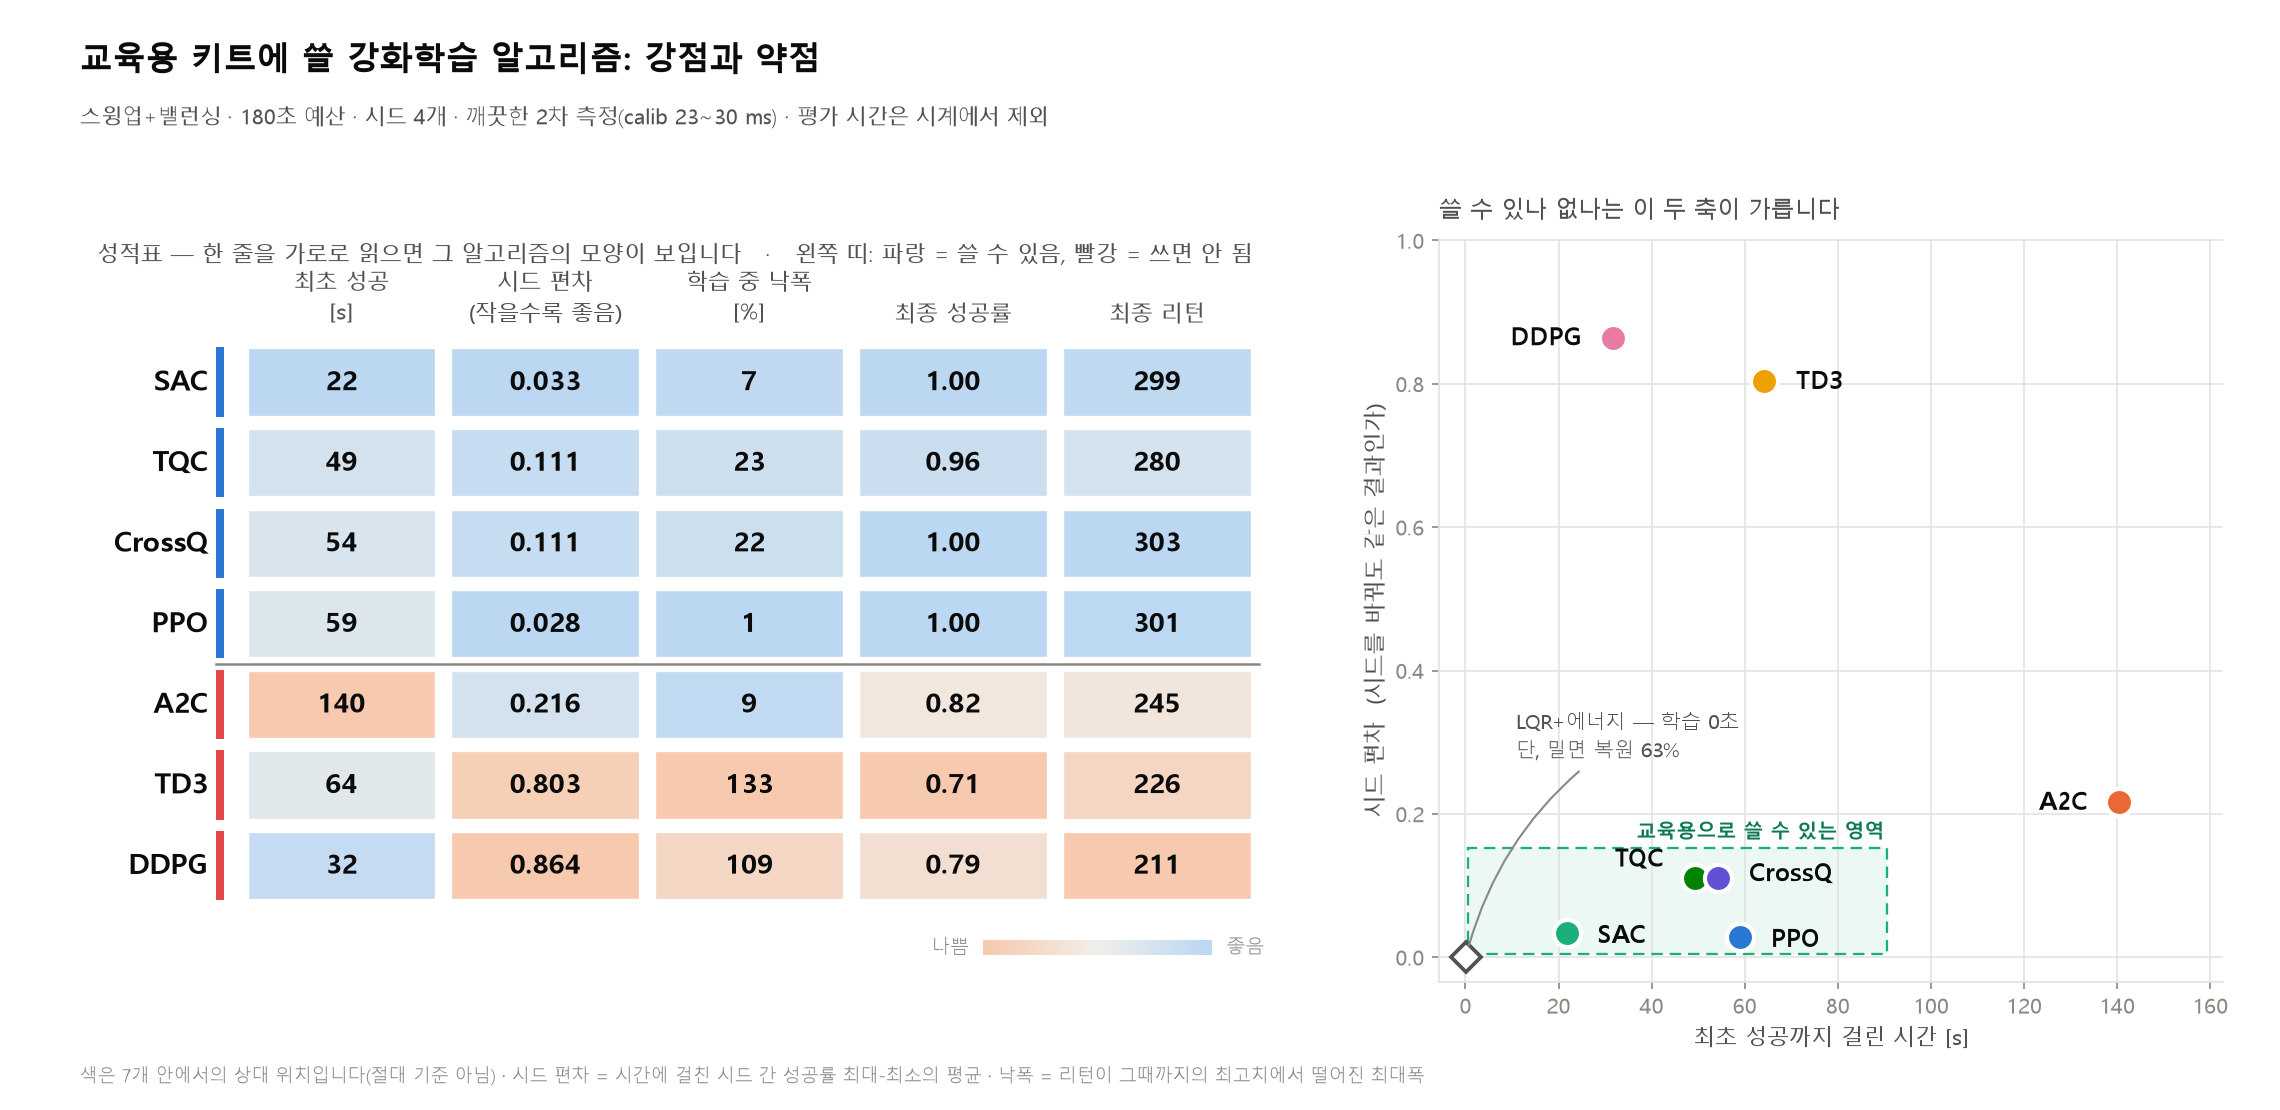 교육용 키트에 쓸 강화학습 알고리즘: 강점과 약점
스윙업+밸런싱 · 180초 예산 · 시드 4개 · 깨끗한 2차 측정(calib 23~30 ms) · 평가 시간은 시계에서 제외
성적표 — 한 줄을 가로로 읽으면 그 알고리즘의 모양이 보입니다 · 왼쪽 띠: 파랑 = 쓸 수 있음, 빨강 = 쓰면 안 됨
최초 성공 [s]
시드 편차 (작을수록 좋음)
학습 중 낙폭 [%]
최종 성공률
최종 리턴
SAC 22 0.033 7 1.00 299
TQC 49 0.111 23 0.96 280
CrossQ 54 0.111 22 1.00 303
PPO 59 0.028 1 1.00 301
A2C 140 0.216 9 0.82 245
TD3 64 0.803 133 0.71 226
DDPG 32 0.864 109 0.79 211
나쁨 좋음
쓸 수 있나 없나는 이 두 축이 가릅니다
시드 편차 (시드를 바꿔도 같은 결과인가)
1.0
0.8
0.6
0.4
0.2
0.0
DDPG
TD3
LQR+에너지 — 학습 0초
단, 밀면 복원 63%
A2C
교육용으로 쓸 수 있는 영역
TQC
CrossQ
SAC
PPO
0 20 40 60 80 100 120 140 160
최초 성공까지 걸린 시간 [s]
색은 7개 안에서의 상대 위치입니다(절대 기준 아님) · 시드 편차 = 시간에 걸친 시드 간 성공률 최대-최소의 평균 · 낙폭 = 리턴이 그때까지의 최고치에서 떨어진 최대폭